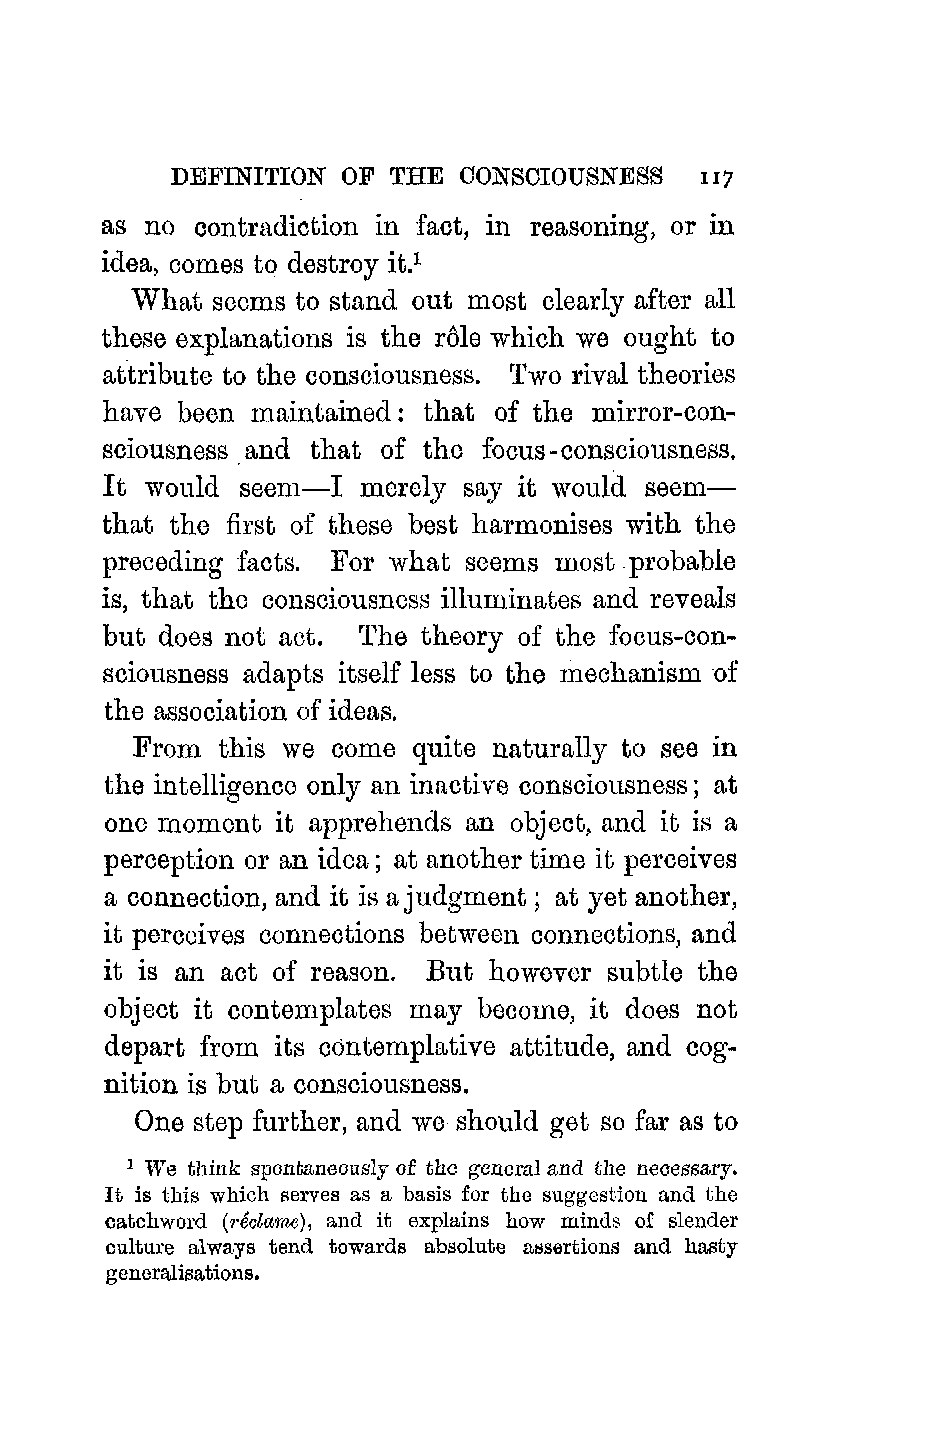 DEFINITION OF THE CONSCIOUSNESS 117
as no contradiction in fact, in reasoning, or in
idea, comes to destroy it.¹
What seems to stand out most clearly after all
these explanations is the rôle which we ought to
attribute to the consciousness. Two rival theories
have been maintained: that of the mirror-con-
sciousness and that of the focus-consciousness.
It would seem—I merely say it would seem—
that the first of these best harmonises with the
preceding facts. For what seems most probable
is, that the consciousness illuminates and reveals
but does not act. The theory of the focus-con-
sciousness adapts itself less to the mechanism of
the association of ideas.
From this we come quite naturally to see in
the intelligence only an inactive consciousness; at
one moment it apprehends an object, and it is a
perception or an idea; at another time it perceives
a connection, and it is a judgment; at yet another,
it perceives connections between connections, and
it is an act of reason. But however subtle the
object it contemplates may become, it does not
depart from its contemplative attitude, and cog-
nition is but a consciousness.
One step further, and we should get so far as to
¹ We think spontaneously of the general and the necessary.
It is this which serves as a basis for the suggestion and the
catchword (réclame), and it explains how minds of slender
culture always tend towards absolute assertions and hasty
generalisations.